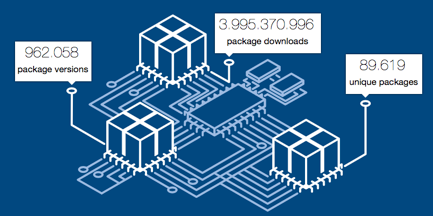 3.995.370.996
package downloads
962.058
package versions
89.619
unique packages